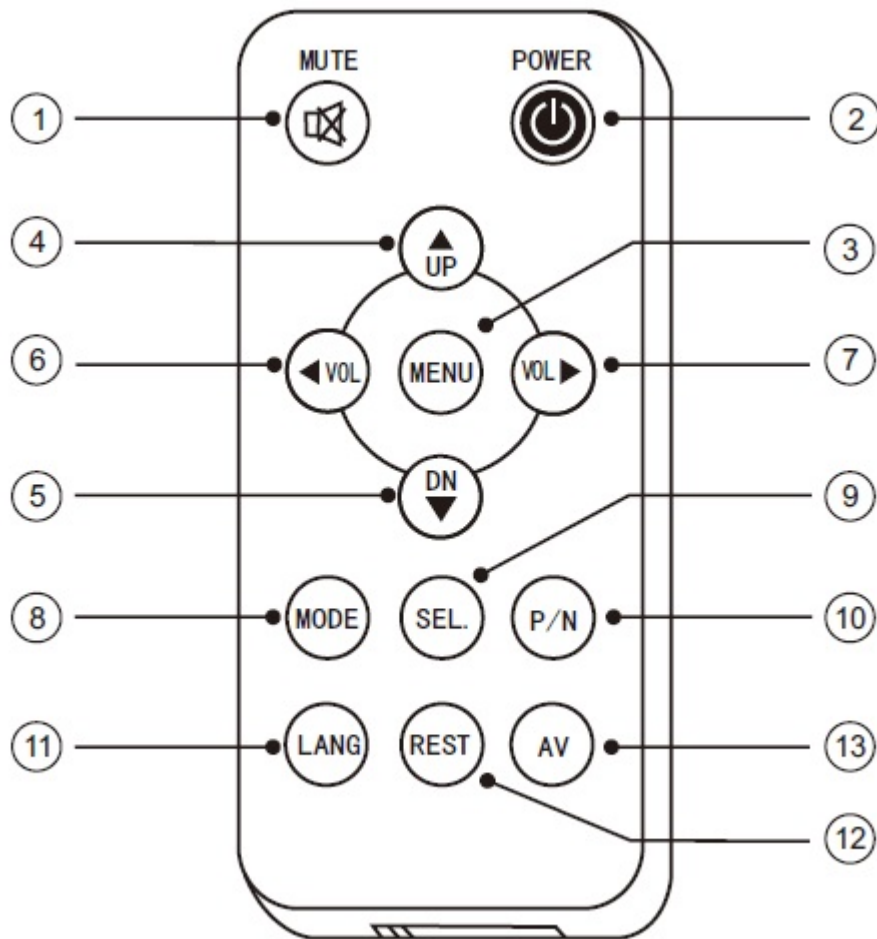 MUTE POWER
1 2
4 UP 3
6 VOL MENU VOL 7
5 DN 9
8 MODE SEL. P/N 10
11 LANG REST AV 13
12